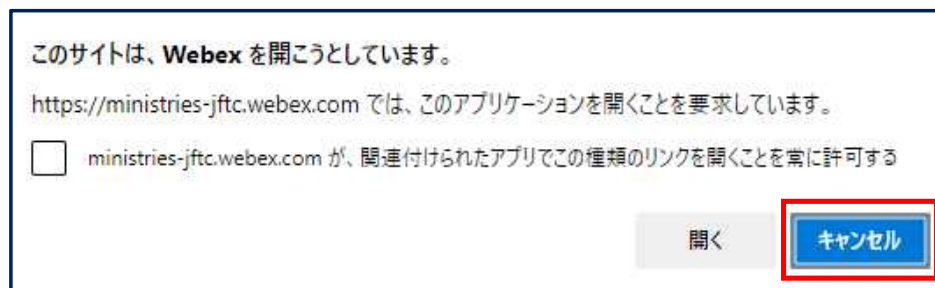 このサイトは、Webex を開こうとしています。
https://ministries-jftc.webex.com では、このアプリケーションを開くことを要求しています。
ministries-jftc.webex.com が、関連付けられたアプリでこの種類のリンクを開くことを常に許可する
開く
キャンセル